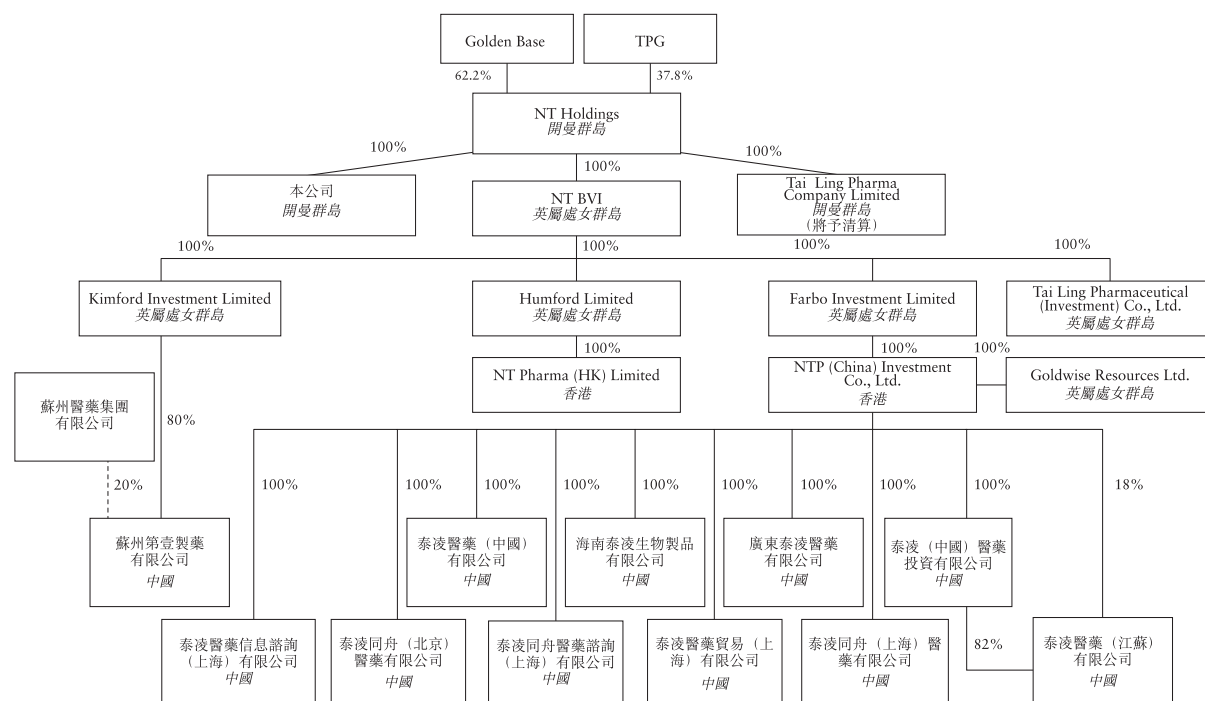 Golden Base
TPG
62.2%
37.8%
NT Holdings
開曼群島
100%
100%
100%
本公司
開曼群島
NT BVI
英屬處女群島
Tai Ling Pharma
Company Limited
開曼群島
(將予清算)
100%
100%
100%
100%
Kimford Investment Limited
英屬處女群島
Humford Limited
英屬處女群島
Farbo Investment Limited
英屬處女群島
Tai Ling Pharmaceutical
(Investment) Co., Ltd.
英屬處女群島
100%
100%
100%
NT Pharma (HK) Limited
香港
NTP (China) Investment
Co., Ltd.
香港
Goldwise Resources Ltd.
英屬處女群島
蘇州醫藥集團
有限公司
80%
20%
100%
100%
100%
100%
100%
100%
100%
100%
100%
18%
蘇州第壹製藥
有限公司
中國
泰凌醫藥(中國)
有限公司
中國
海南泰凌生物製品
有限公司
中國
廣東泰凌醫藥
有限公司
中國
泰凌(中國)醫藥
投資有限公司
中國
泰凌醫藥信息諮詢
(上海)有限公司
中國
泰凌同舟(北京)
醫藥有限公司
中國
泰凌同舟醫藥諮詢
(上海)有限公司
中國
泰凌醫藥貿易(上
海)有限公司
中國
泰凌同舟(上海)醫
藥有限公司
中國
82%
泰凌醫藥(江蘇)
有限公司
中國